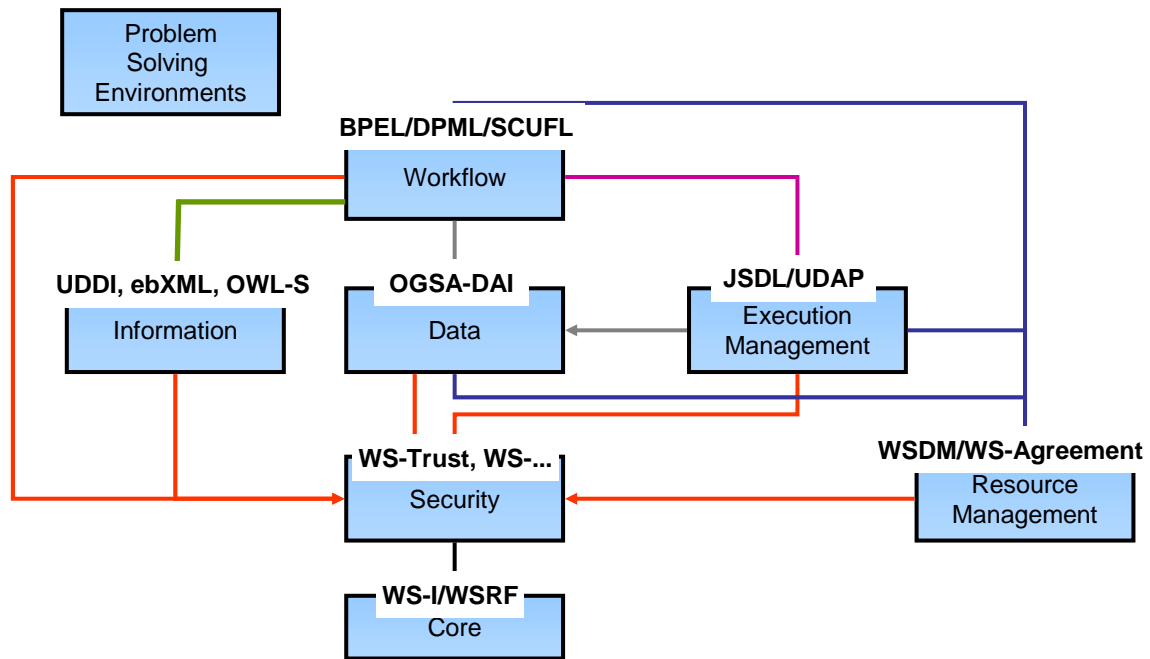 Problem
Solving
Environments
BPEL/DPML/SCUFL
Workflow
UDDI, ebXML, OWL-S
Information
OGSA-DAI
Data
JSDL/UDAP
Execution
Management
WS-Trust, WS-...
Security
WSDM/WS-Agreement
Resource
Management
WS-I/WSRF
Core